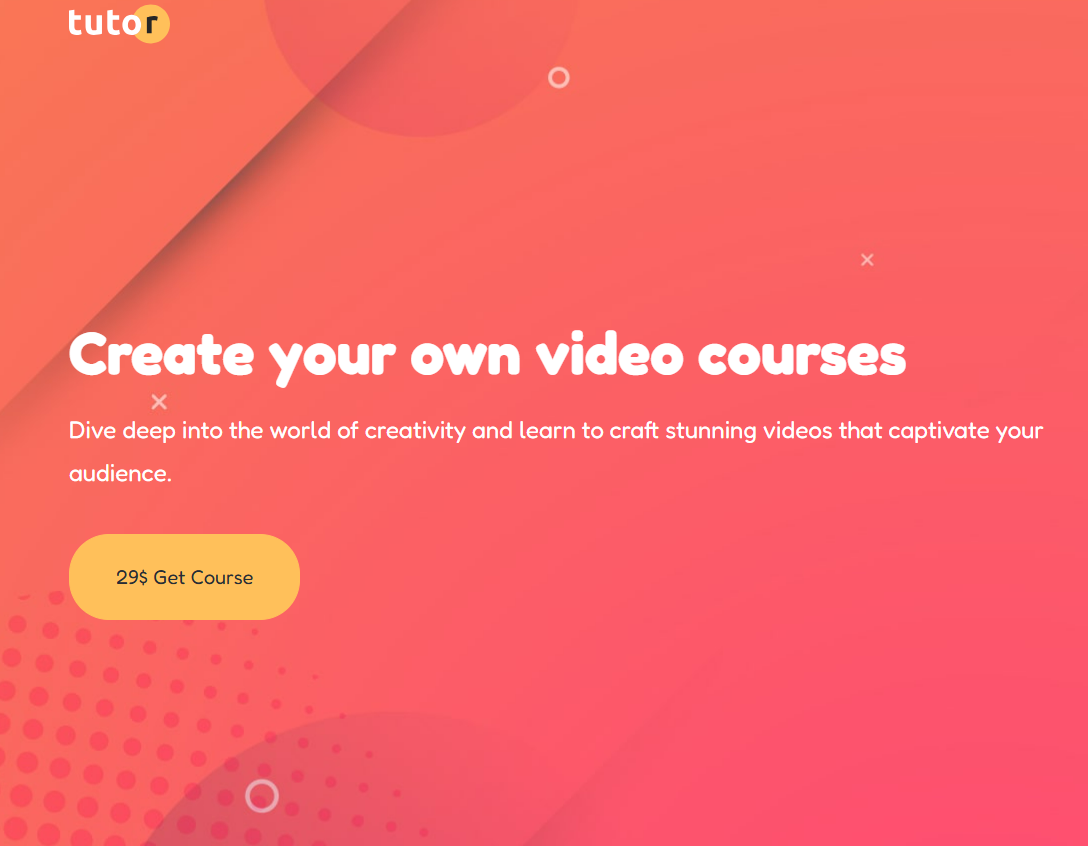 tutor
Create your own video courses
Dive deep into the world of creativity and learn to craft stunning videos that captivate your
audience.
29$ Get Course